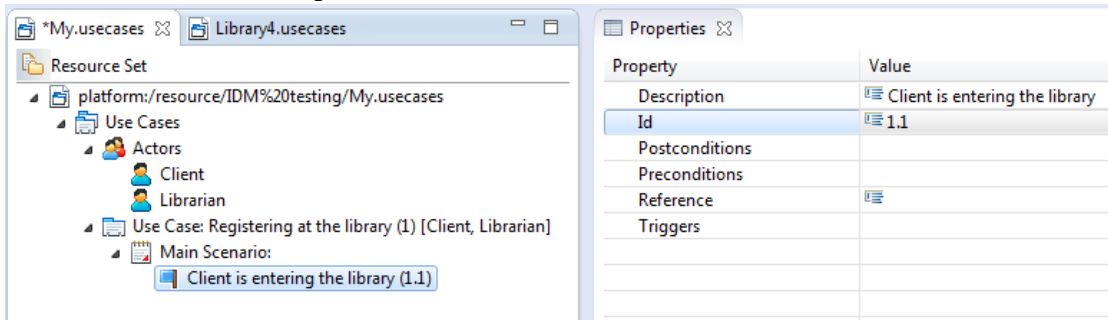 *My.usecases Library4.usecases
Resource Set
platform:/resource/IDM%20testing/My.usecases
Use Cases
Actors
Client
Librarian
Use Case: Registering at the library (1) [Client, Librarian]
Main Scenario:
Client is entering the library (1.1)
Properties
Property Value
Description Client is entering the library
Id 1.1
Postconditions
Preconditions
Reference
Triggers